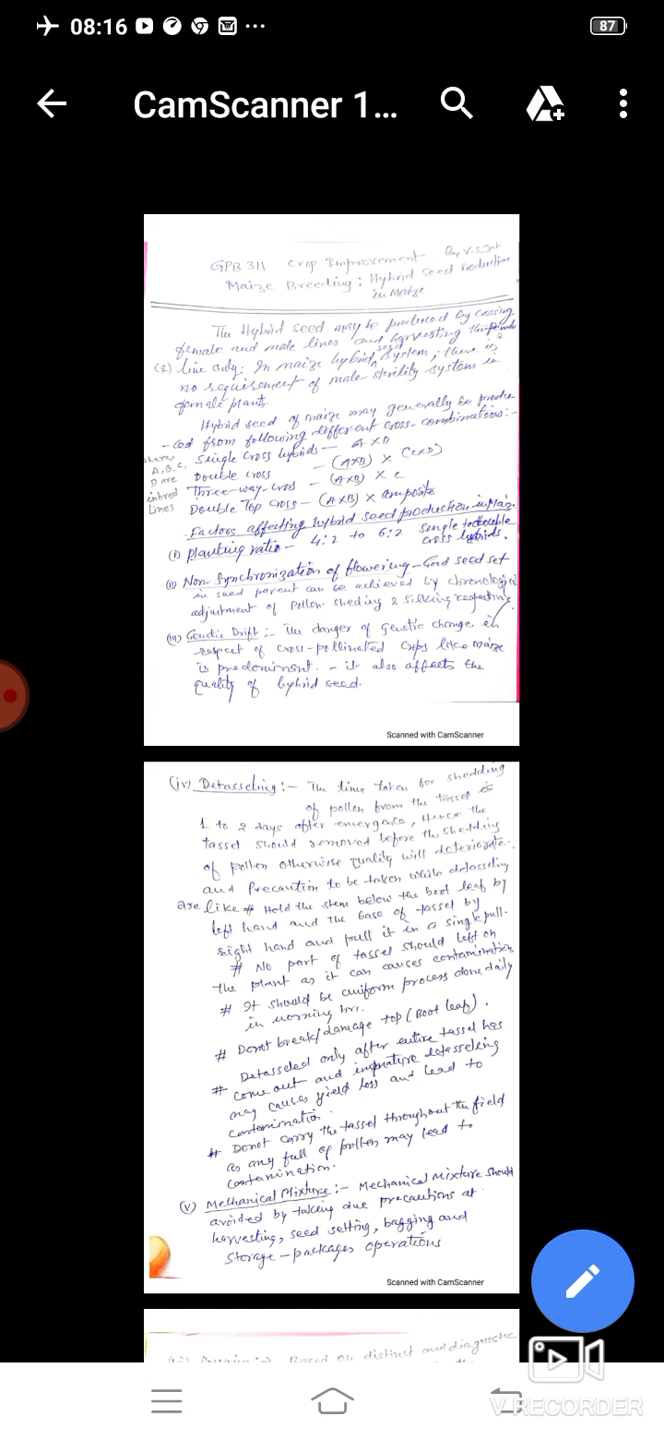 08:16
87
CamScanner 1...
GPB 311 Crop Improvement
Maize Breeding: Hybrid Seed Production
in Maize
The Hybrid seed may be produced by crossing
female and male lines and harvesting
line only. In maize hybrid seed system, there is
no requirement of male-sterility system in
female plants.
Hybrid seed of maize may generally be produ-
-ced from following different cross-combinations:-
where
A, B, C,
D are
inbred
lines
Single cross hybrids - A X B
Double cross - (AXB) X (CXD)
Three-way-cross - (AXB) X C
Double Top cross - (AXB) X Composite
Factors affecting hybrid seed production in Maize
(i) Planting ratio - 4:2 to 6:2 single to double
cross hybrids.
(ii) Non-Synchronization of flowering - Good seed set
in seed parent can be achieved by chronological
adjustment of Pollen-sheding & silking respective
(iii) Genetic Drift :- The danger of genetic change in
respect of cross-pollinated crops like maize
is predominant. - it also affects the
quality of hybrid seed.
Scanned with CamScanner
(iv) Detasseling :- The time taken for shedding
of pollen from the tassel is
1 to 2 days after emergence, Hence the
tassel should removed before the shedding
of pollen otherwise quality will deteriorate.
and Precaution to be taken while detasseling
are like # Hold the stem below the boot leaf by
left hand and the base of tassel by
right hand and pull it in a single pull.
# No part of tassel should left on
the plant as it can causes contamination
# It should be uniform process done daily
in morning hrs.
# Donot break/damage top (Boot leaf).
# Detasseled only after entire tassel has
come out and immature detasseling
may causes yield loss and lead to
contamination.
# Donot carry the tassel throughout the field
as any fall of pollen may lead to
contamination.
(v) Mechanical Mixture :- Mechanical Mixture should
avoided by taking due precautions at
harvesting, seed setting, bagging and
storage - packages operations
Scanned with CamScanner
Based on distinct and diagnostic
V RECORDER